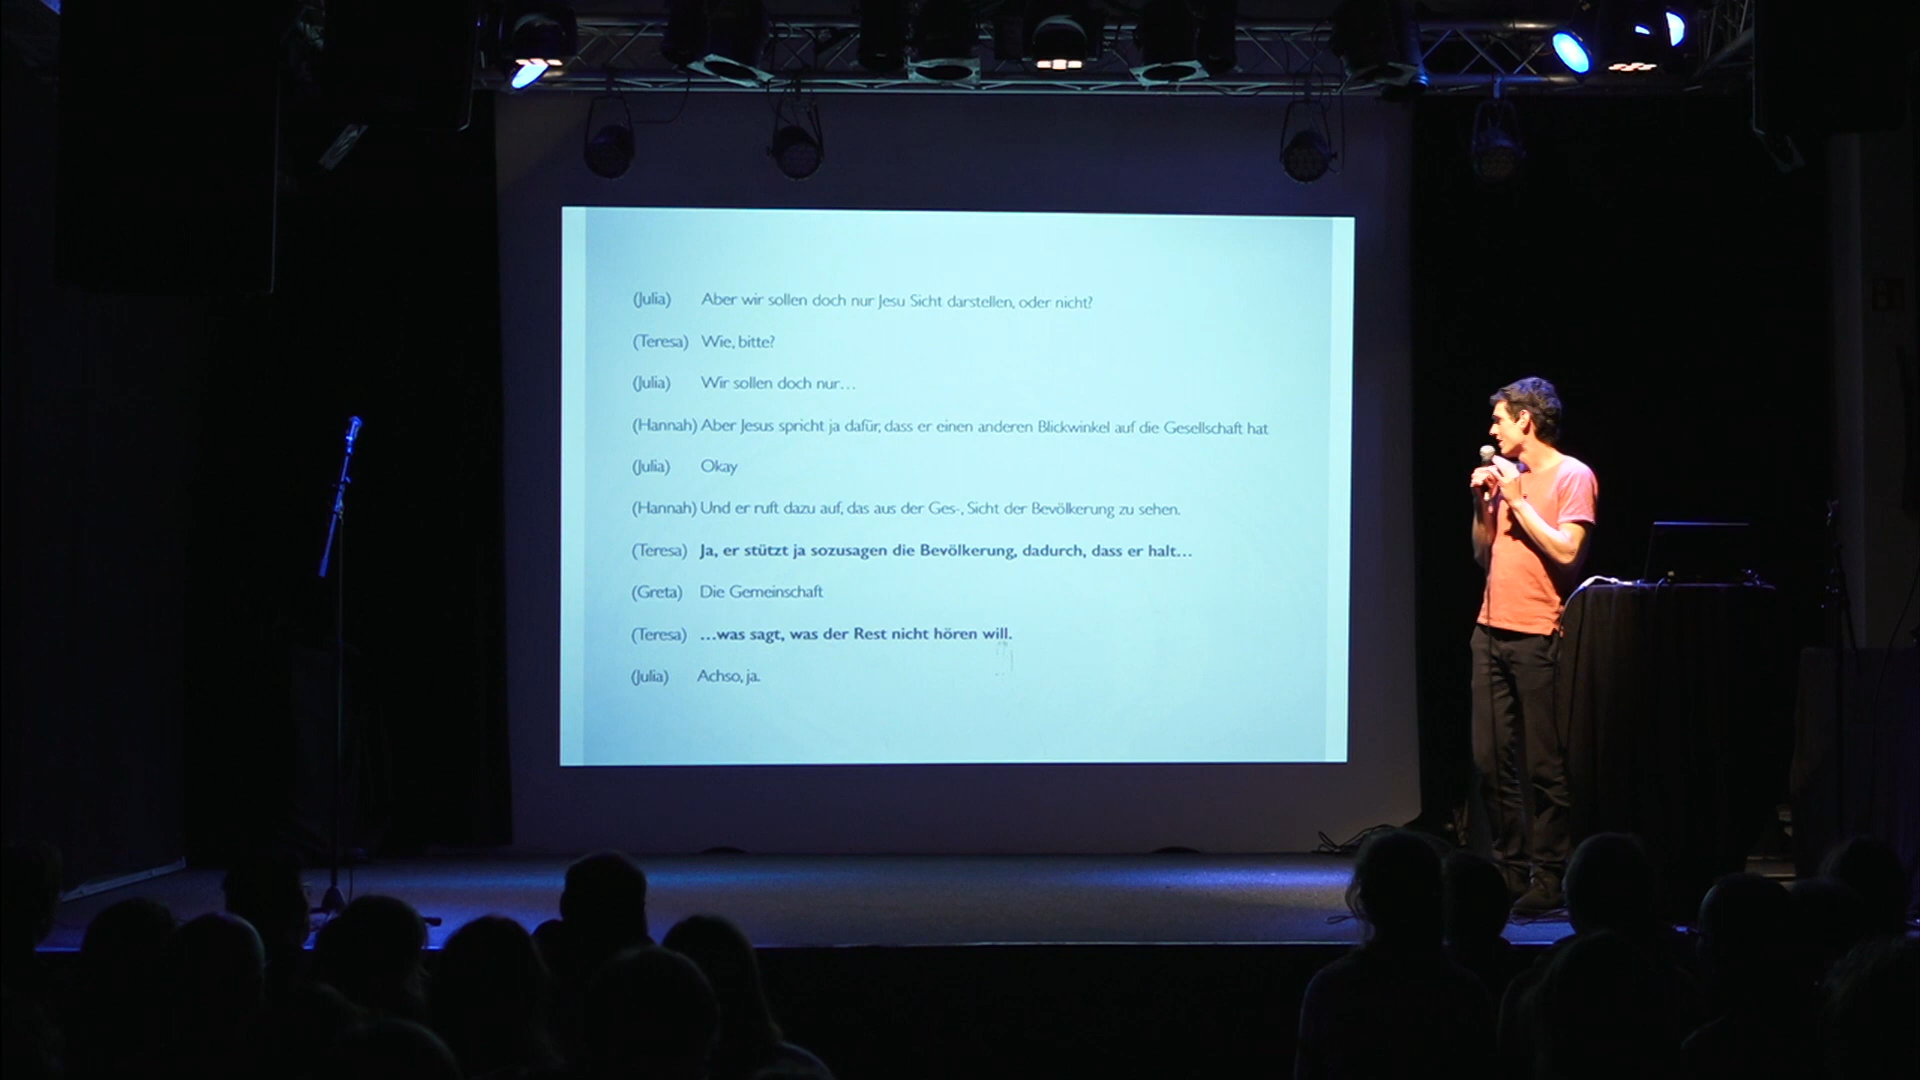 (Julia) Aber wir sollen doch nur Jesu Sicht darstellen, oder nicht?
(Teresa) Wie, bitte?
(Julia) Wir sollen doch nur…
(Hannah) Aber Jesus spricht ja dafür, dass er einen anderen Blickwinkel auf die Gesellschaft hat
(Julia) Okay
(Hannah) Und er ruft dazu auf, das aus der Ges-, Sicht der Bevölkerung zu sehen.
(Teresa) Ja, er stützt ja sozusagen die Bevölkerung, dadurch, dass er halt…
(Greta) Die Gemeinschaft
(Teresa) …was sagt, was der Rest nicht hören will.
(Julia) Achso, ja.